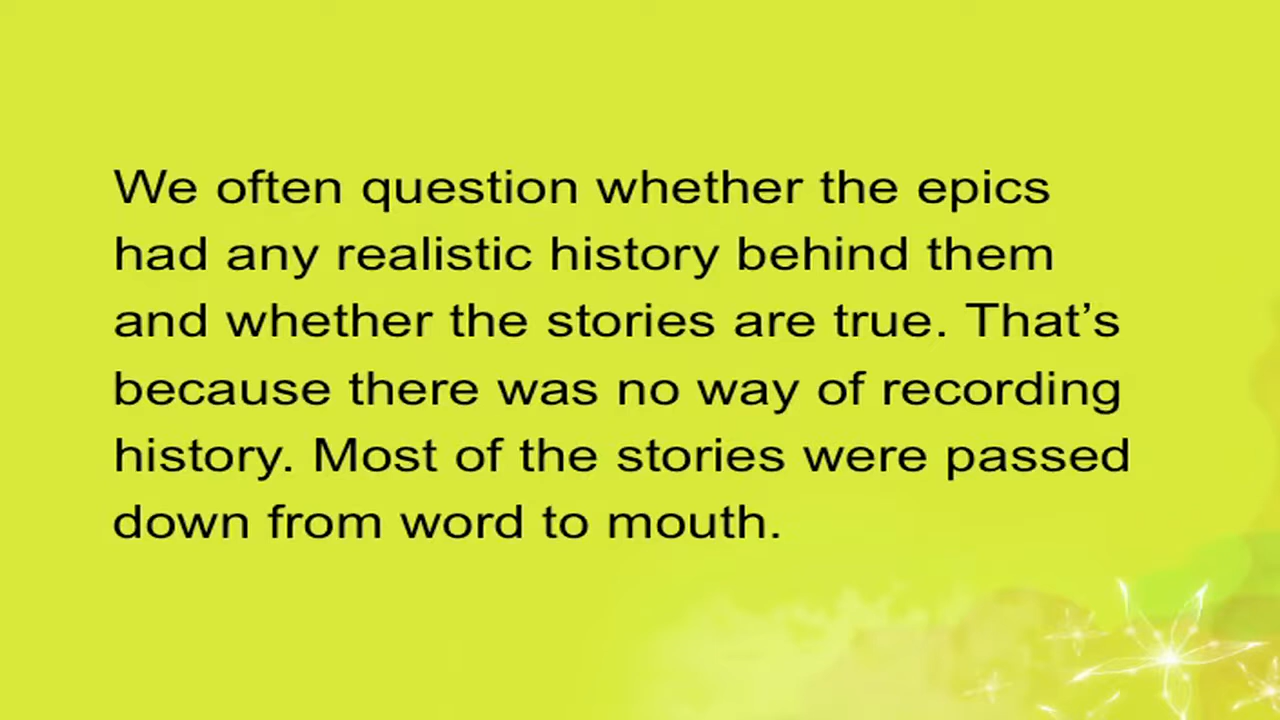 We often question whether the epics
had any realistic history behind them
and whether the stories are true. That’s
because there was no way of recording
history. Most of the stories were passed
down from word to mouth.